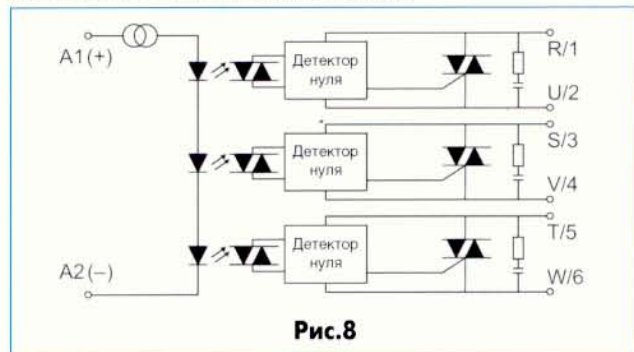 A1(+)
Детектор
нуля
R/1
U/2
Детектор
нуля
S/3
V/4
Детектор
нуля
T/5
W/6
A2(−)
Рис.8